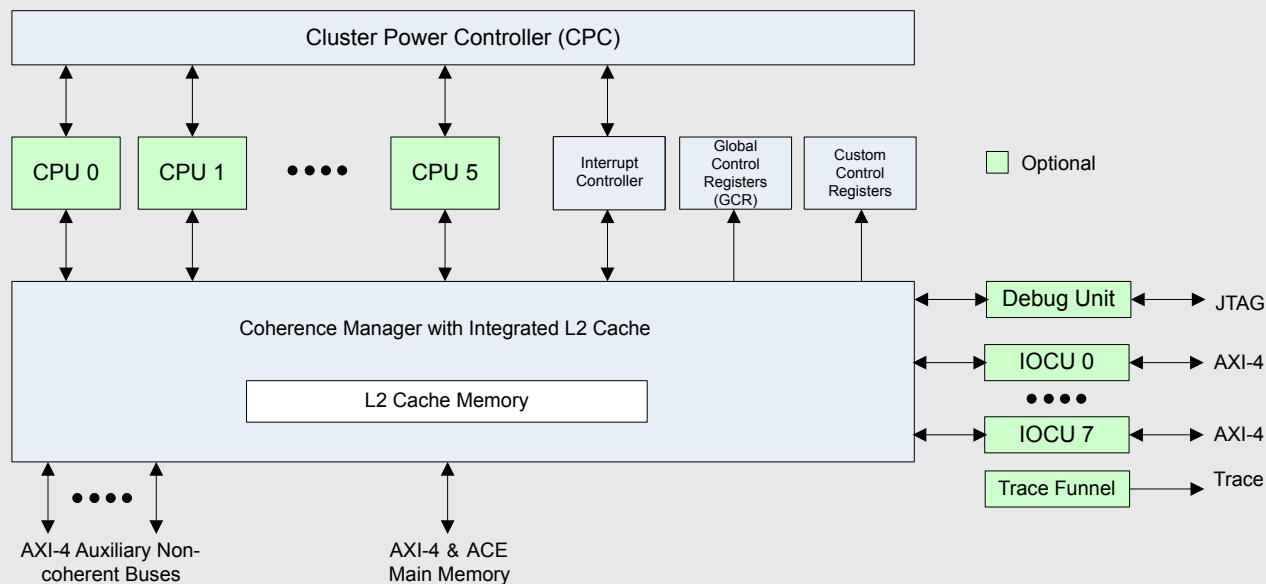 Cluster Power Controller (CPC)
CPU 0
CPU 1
CPU 5
Interrupt
Controller
Global
Control
Registers
(GCR)
Custom
Control
Registers
Optional
Coherence Manager with Integrated L2 Cache
L2 Cache Memory
Debug Unit
JTAG
IOCU 0
AXI-4
IOCU 7
AXI-4
Trace Funnel
Trace
AXI-4 Auxiliary Non-
coherent Buses
AXI-4 & ACE
Main Memory